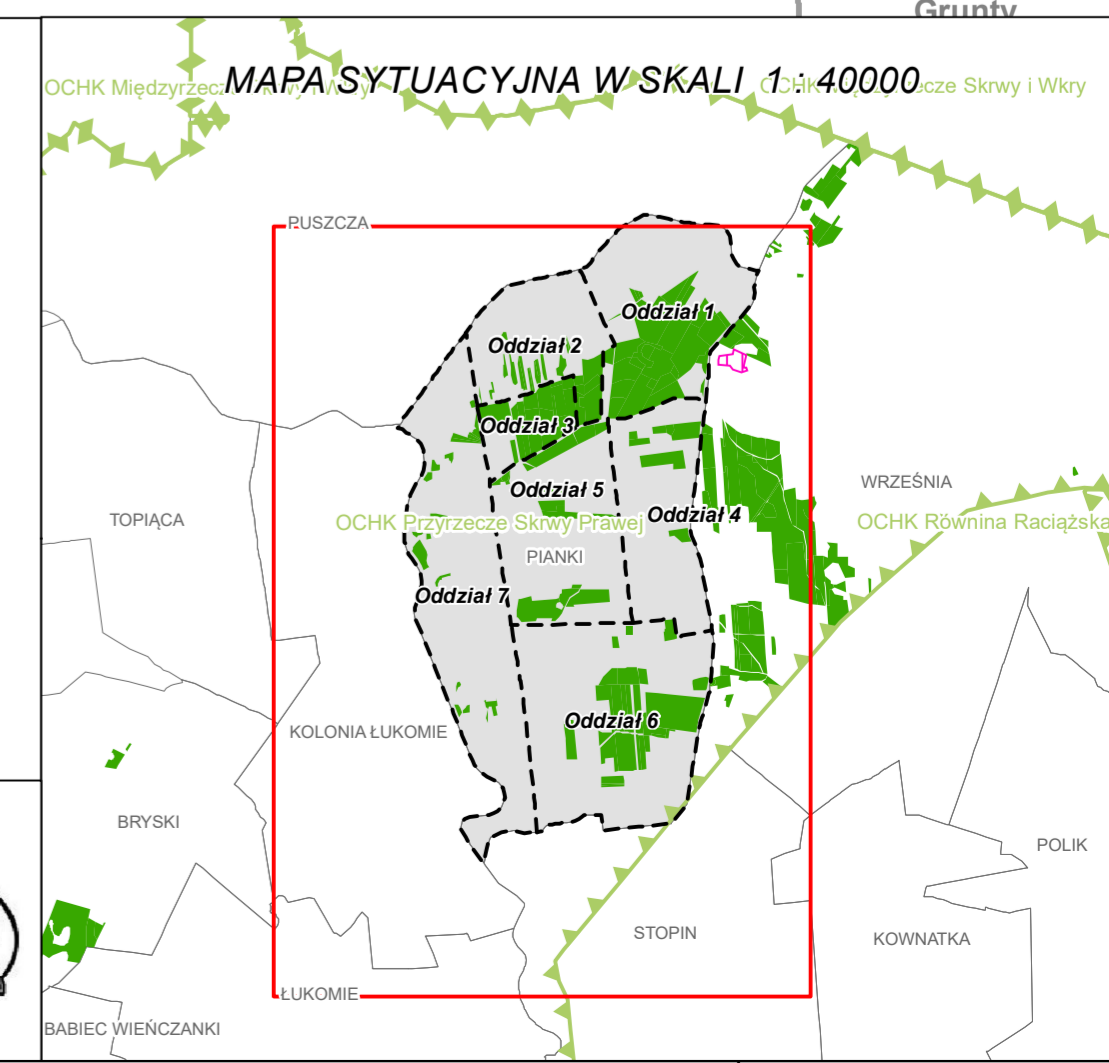 Grunty
MAPA SYTUACYJNA W SKALI 1 : 40000
OCHK Międzyrzecze Skrwy i Wkry
OCHK Międzyrzecze Skrwy i Wkry
PUSZCZA
Oddział 1
Oddział 2
Oddział 3
WRZEŚNIA
Oddział 5
TOPIĄCA
OCHK Przyrzecze Skrwy Prawej
Oddział 4
OCHK Równina Raciążska
PIANKI
Oddział 7
Oddział 6
KOLONIA ŁUKOMIE
BRYSKI
POLIK
STOPIN
KOWNATKA
ŁUKOMIE
BABIEC WIEŃCZANKI